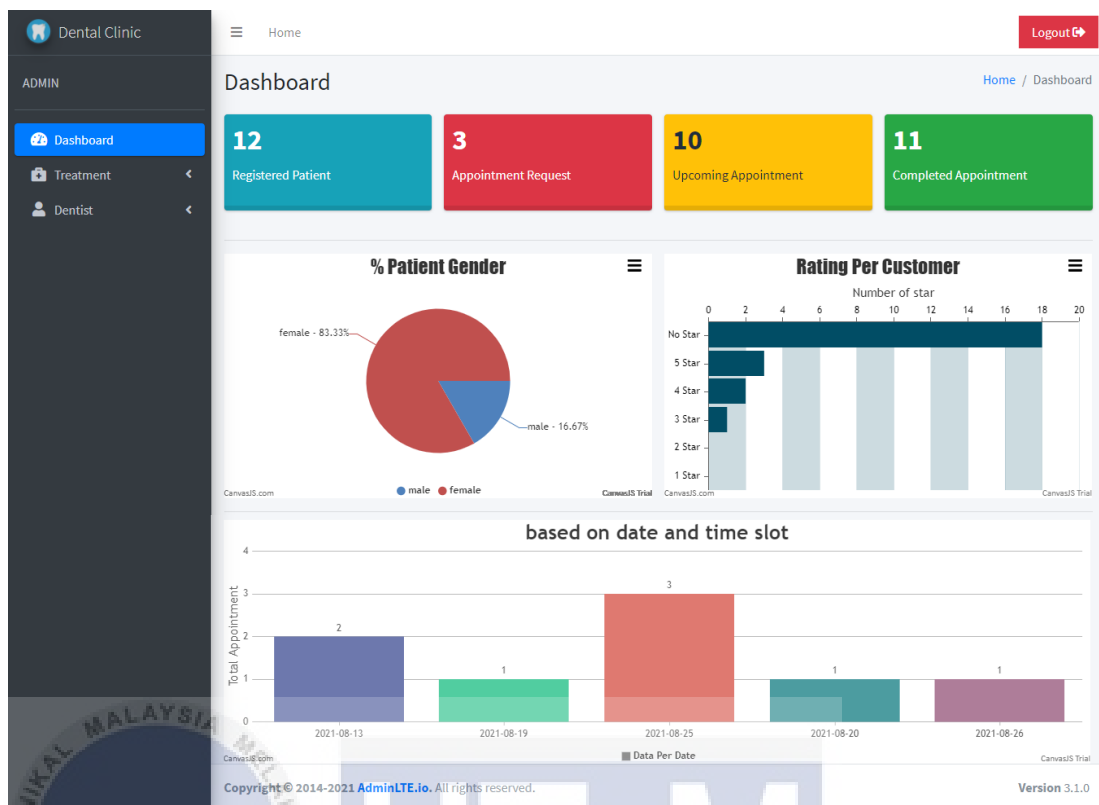 Dental Clinic
Home
Logout
ADMIN
Dashboard
Home / Dashboard
Dashboard
Treatment
Dentist
12
Registered Patient
3
Appointment Request
10
Upcoming Appointment
11
Completed Appointment
% Patient Gender
female - 83.33%
male - 16.67%
male female
CanvasJS.com
CanvasJS Trial
Rating Per Customer
Number of star
0 2 4 6 8 10 12 14 16 18 20
No Star
5 Star
4 Star
3 Star
2 Star
1 Star
CanvasJS.com
CanvasJS Trial
based on date and time slot
Total Appointment
4
3
2
1
0
2
1
3
1
1
2021-08-13 2021-08-19 2021-08-25 2021-08-20 2021-08-26
Data Per Date
CanvasJS.com
CanvasJS Trial
Copyright © 2014-2021 AdminLTE.io. All rights reserved.
Version 3.1.0
MALAYSIA